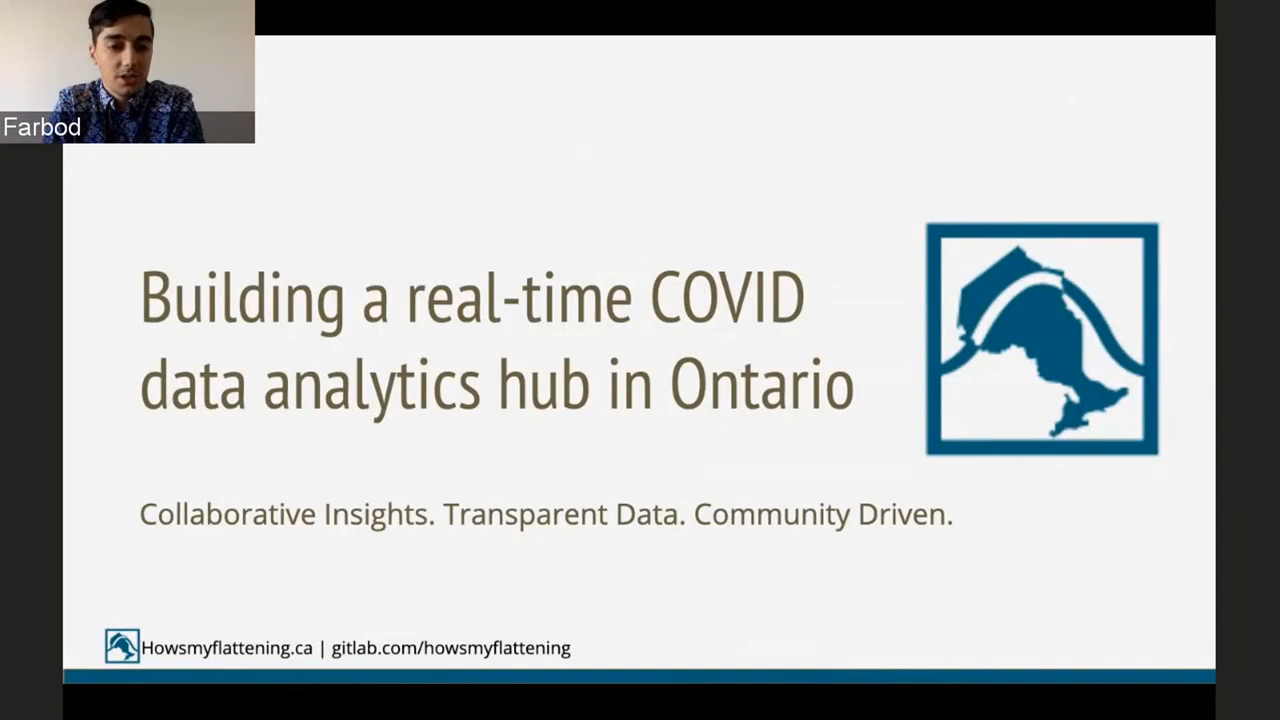 Farbod
Building a real-time COVID
data analytics hub in Ontario
Collaborative Insights. Transparent Data. Community Driven.
Howsmyflattening.ca | gitlab.com/howsmyflattening